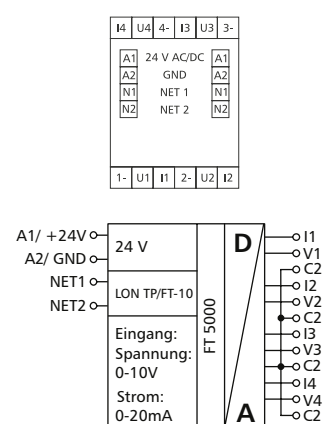 I4 U4 4- I3 U3 3-
A1 24 V AC/DC A1
A2 GND A2
N1 NET 1 N1
N2 NET 2 N2
1- U1 I1 2- U2 I2
A1/ +24V
A2/ GND
NET1
NET2
24 V
LON TP/FT-10
Eingang:
Spannung:
0-10V
Strom:
0-20mA
FT 5000
D
A
I1
V1
C2
I2
V2
C2
I3
V3
C2
I4
V4
C2